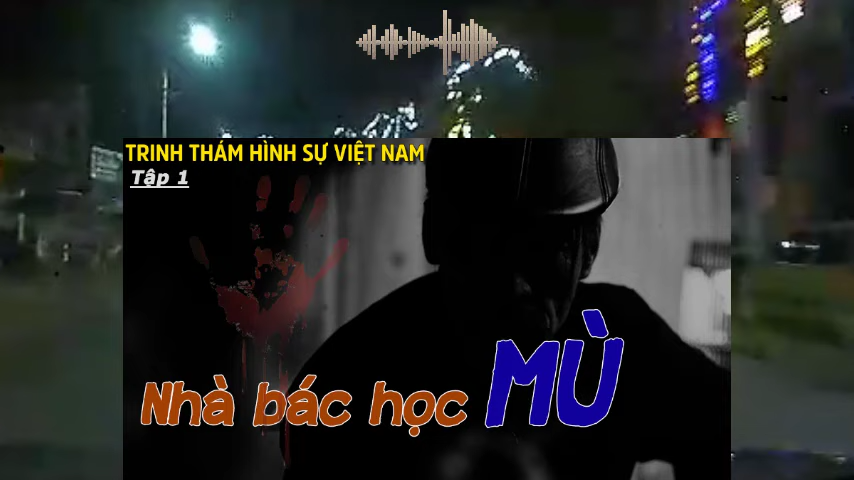 TRINH THÁM HÌNH SỰ VIỆT NAM
Tập 1
Nhà bác học MÙ